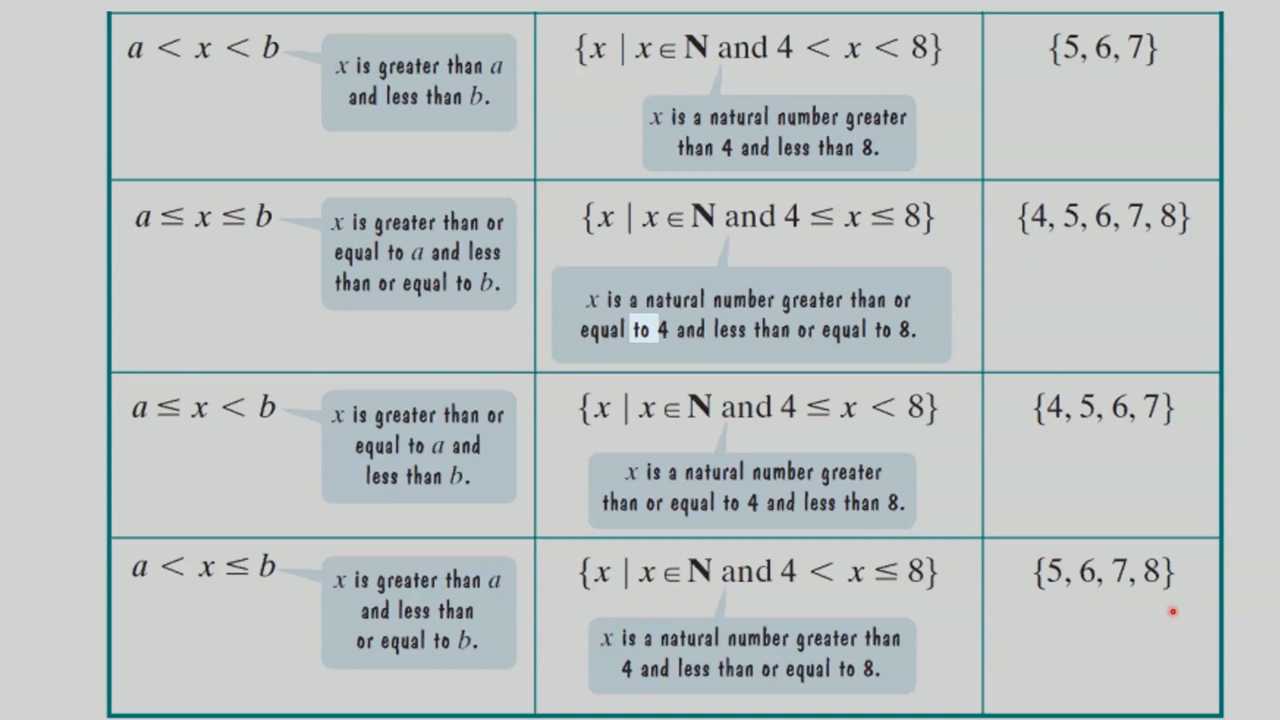 a < x < b
x is greater than a
and less than b.
{x | x ∈ N and 4 < x < 8}
x is a natural number greater
than 4 and less than 8.
{5, 6, 7}
a ≤ x ≤ b
x is greater than or
equal to a and less
than or equal to b.
{x | x ∈ N and 4 ≤ x ≤ 8}
x is a natural number greater than or
equal to 4 and less than or equal to 8.
{4, 5, 6, 7, 8}
a ≤ x < b
x is greater than or
equal to a and
less than b.
{x | x ∈ N and 4 ≤ x < 8}
x is a natural number greater
than or equal to 4 and less than 8.
{4, 5, 6, 7}
a < x ≤ b
x is greater than a
and less than
or equal to b.
{x | x ∈ N and 4 < x ≤ 8}
x is a natural number greater than
4 and less than or equal to 8.
{5, 6, 7, 8}